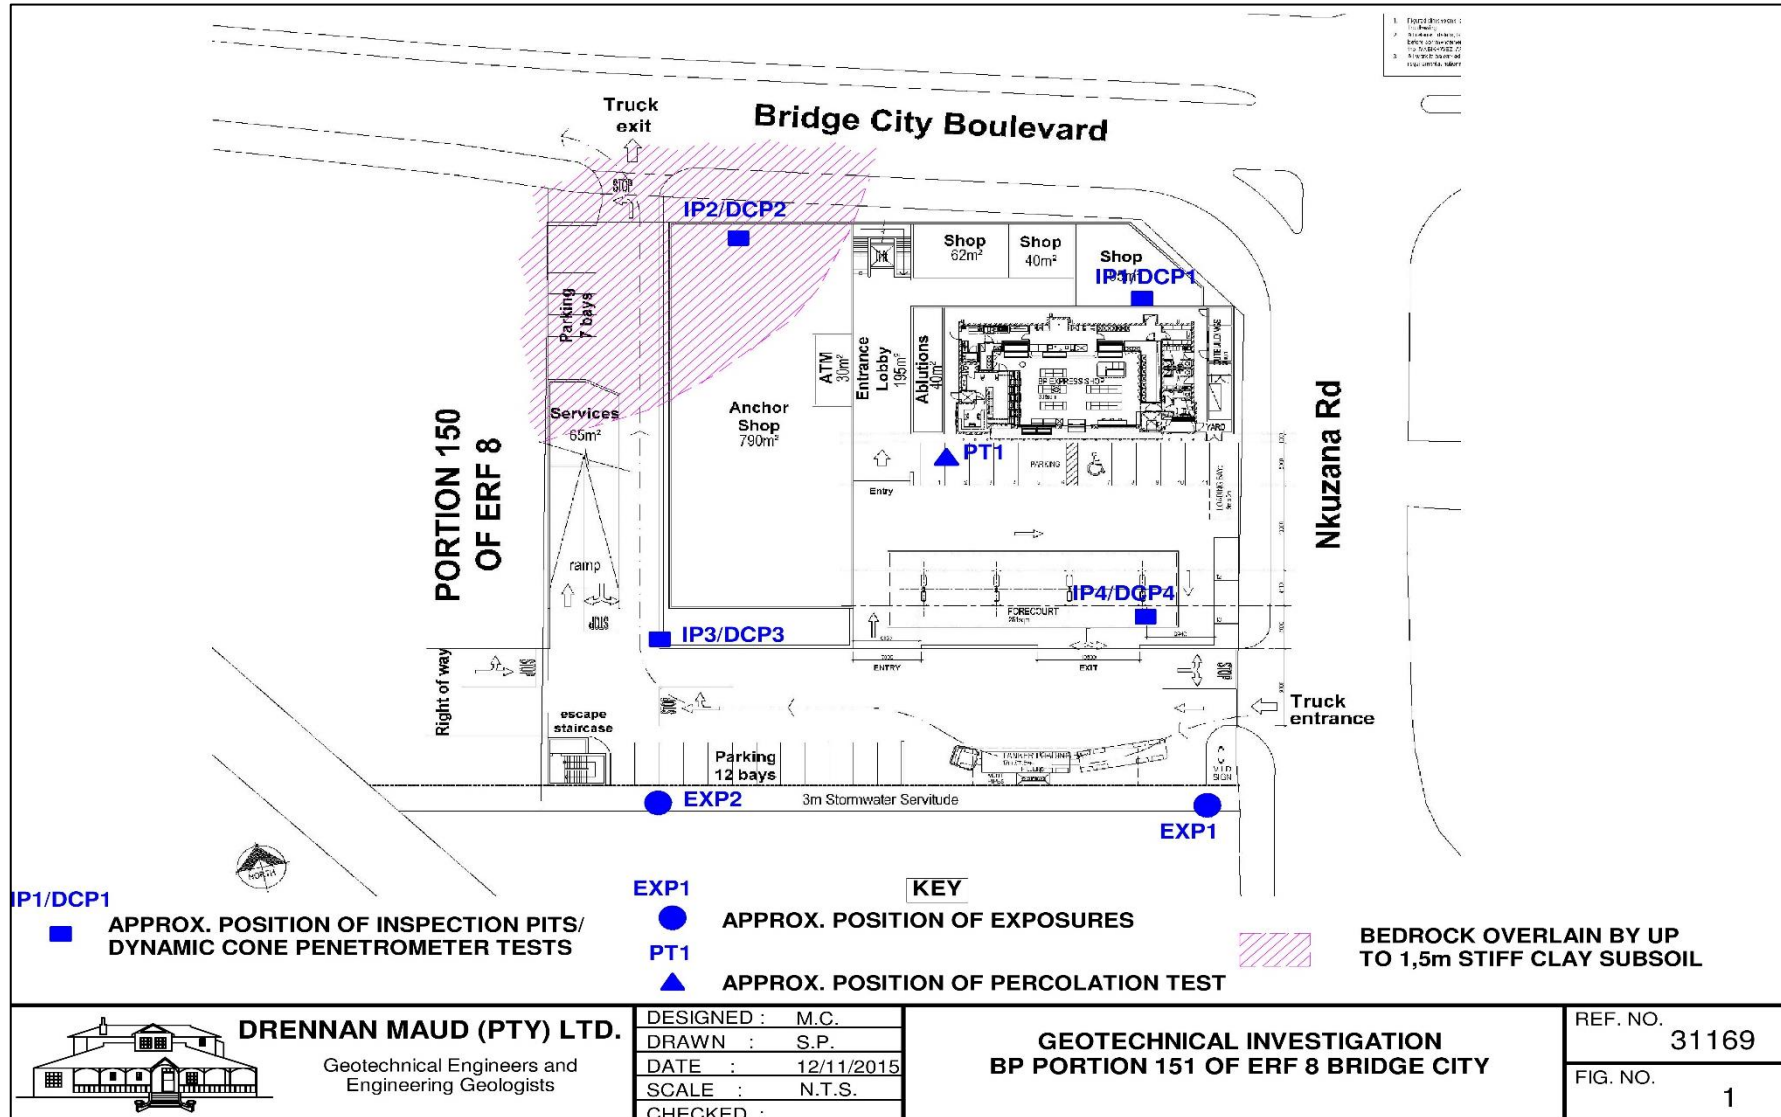 Truck
exit
Bridge City Boulevard
STOP
IP2/DCP2
Shop
62m²
Shop
40m²
Shop
IP1/DCP1
Parking
7 bays
ATM
30m²
Entrance
Lobby
195m²
Ablutions
40m²
BP EXPRESS SHOP
Anchor
Shop
790m²
Services
65m²
PORTION 150
OF ERF 8
Nkuzana Rd
YARD
PT1
PARKING
Entry
ramp
STOP
IP4/DCP4
FORECOURT
IP3/DCP3
ENTRY
EXIT
Right of way
STOP
STOP
STOP
Truck
entrance
escape
staircase
Parking
12 bays
SIGN
EXP2
3m Stormwater Servitude
EXP1
NORTH
KEY
IP1/DCP1
APPROX. POSITION OF INSPECTION PITS/
DYNAMIC CONE PENETROMETER TESTS
EXP1
APPROX. POSITION OF EXPOSURES
PT1
APPROX. POSITION OF PERCOLATION TEST
BEDROCK OVERLAIN BY UP
TO 1,5m STIFF CLAY SUBSOIL
DRENNAN MAUD (PTY) LTD.
Geotechnical Engineers and
Engineering Geologists
DESIGNED : M.C.
DRAWN : S.P.
DATE : 12/11/2015
SCALE : N.T.S.
CHECKED :
GEOTECHNICAL INVESTIGATION
BP PORTION 151 OF ERF 8 BRIDGE CITY
REF. NO.
31169
FIG. NO.
1